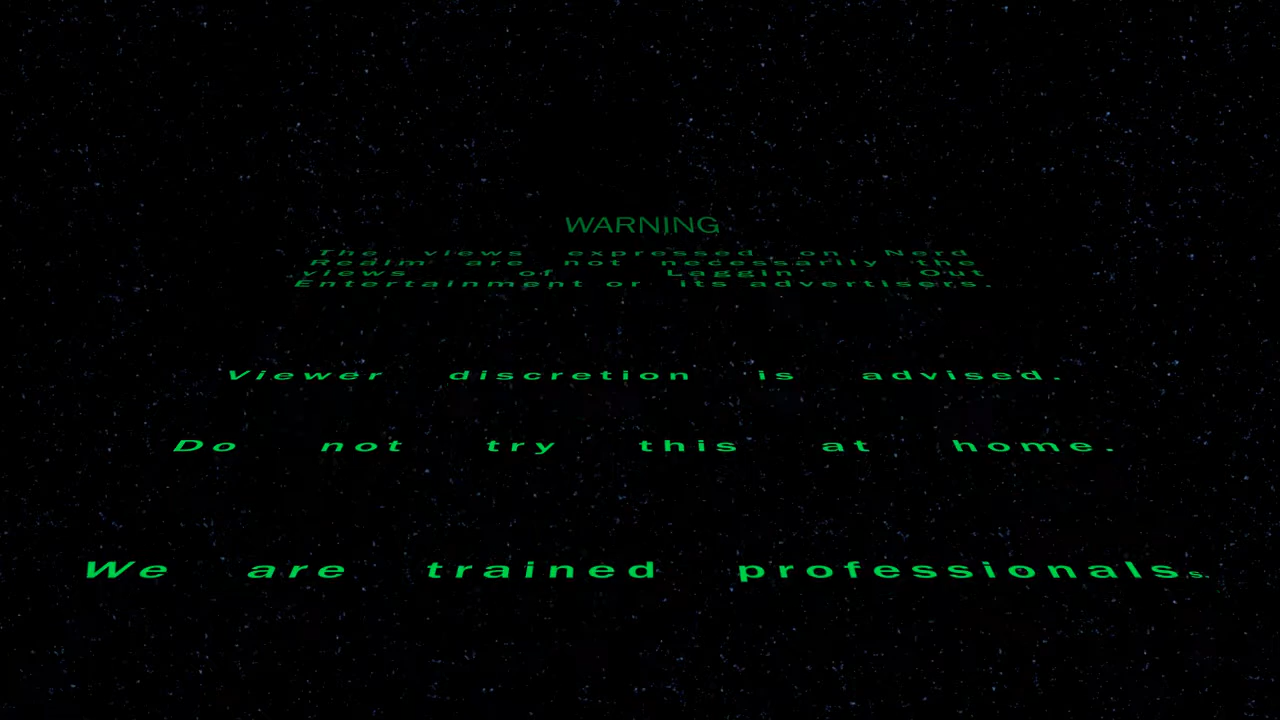 WARNING
The views expressed on Nerd
Realm are not necessarily the
views of Laggin' Out
Entertainment or its advertisers.
Viewer discretion is advised.
Do not try this at home.
We are trained professionals.s.